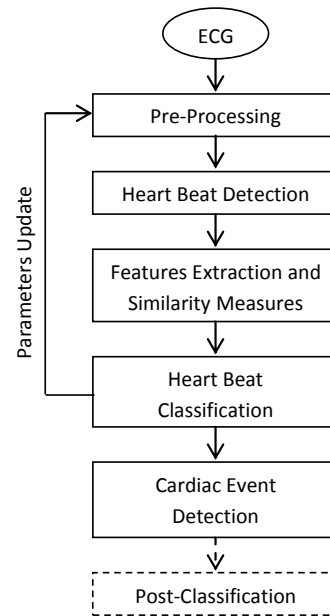 ECG
Pre-Processing
Heart Beat Detection
Features Extraction and
Similarity Measures
Heart Beat
Classification
Cardiac Event
Detection
Post-Classification
Parameters Update